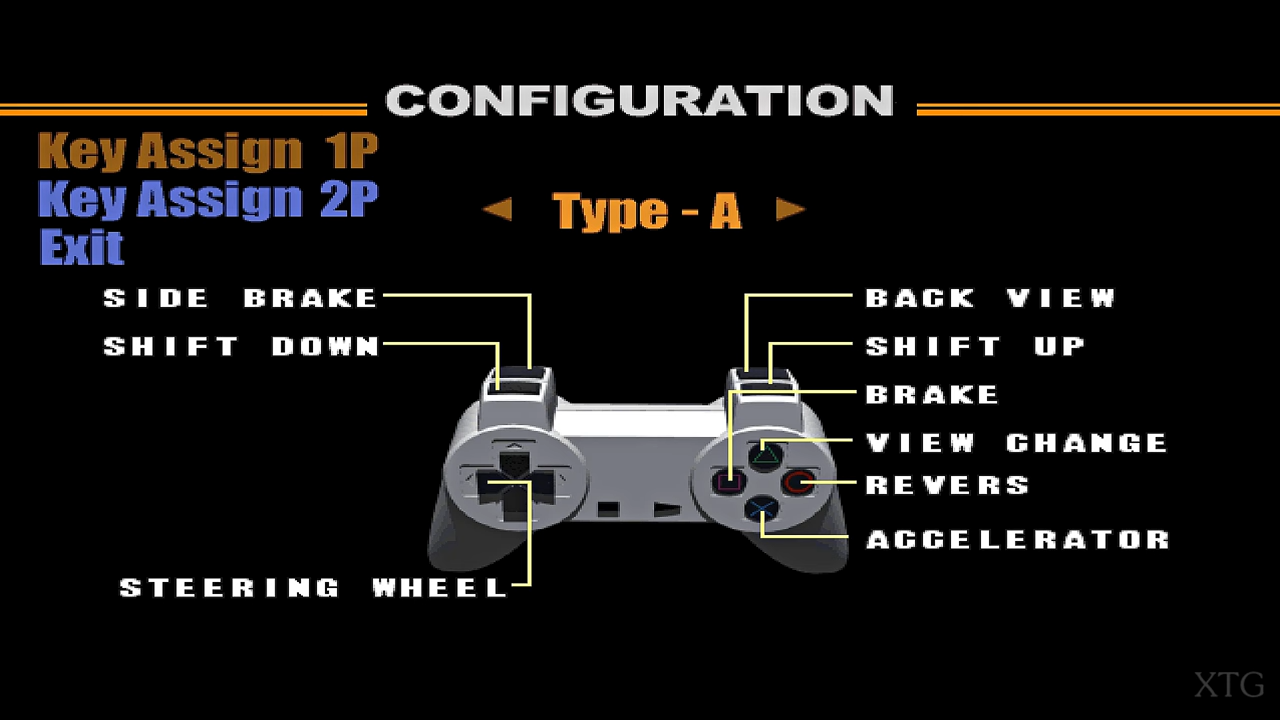 CONFIGURATION
Key Assign 1P
Key Assign 2P
Type - A
Exit
SIDE BRAKE
BACK VIEW
SHIFT DOWN
SHIFT UP
BRAKE
VIEW CHANGE
REVERS
ACCELERATOR
STEERING WHEEL
XTG